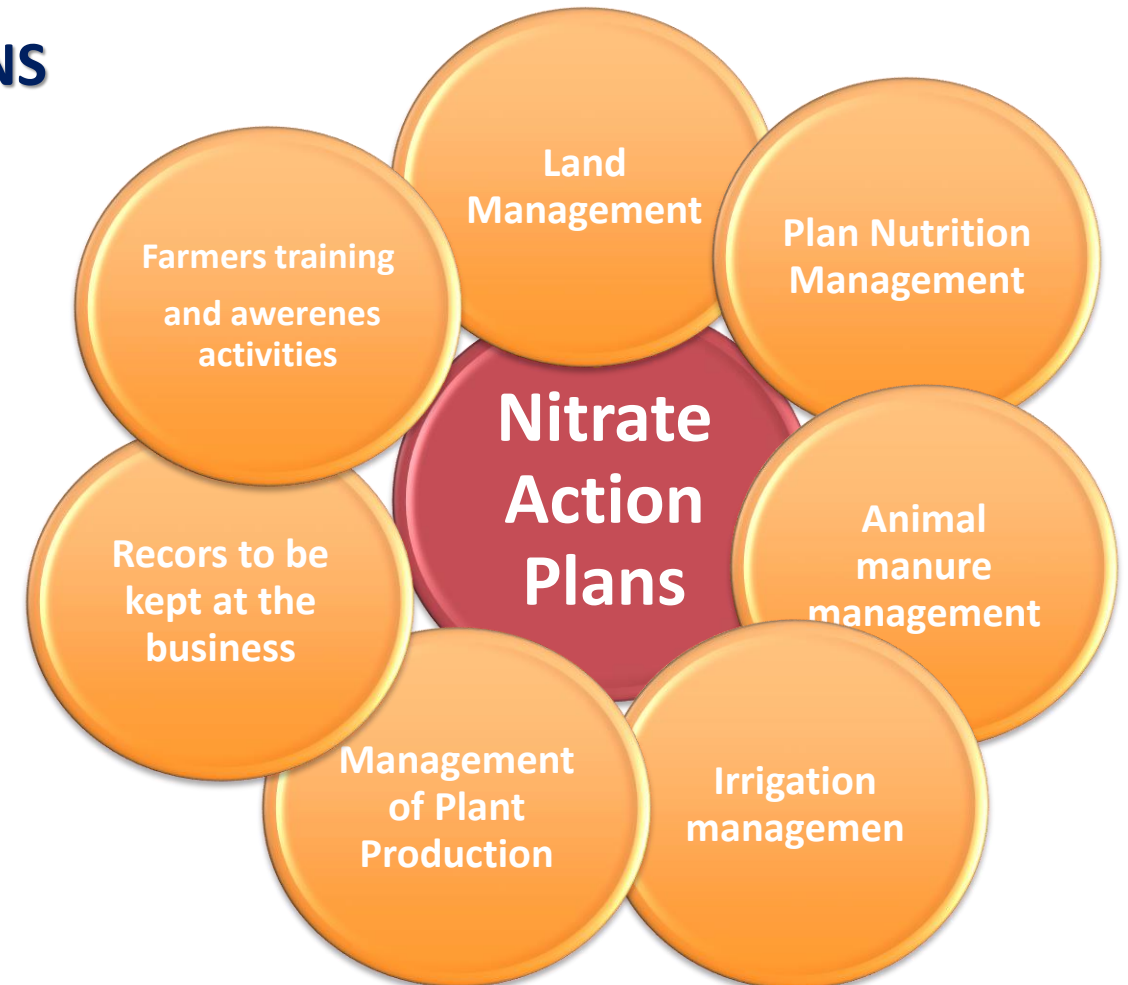 NS
Land
Management
Plan Nutrition
Management
Animal
manure
management
Irrigation
managemen
Management
of Plant
Production
Recors to be
kept at the
business
Farmers training
and awerenes
activities
Nitrate
Action
Plans